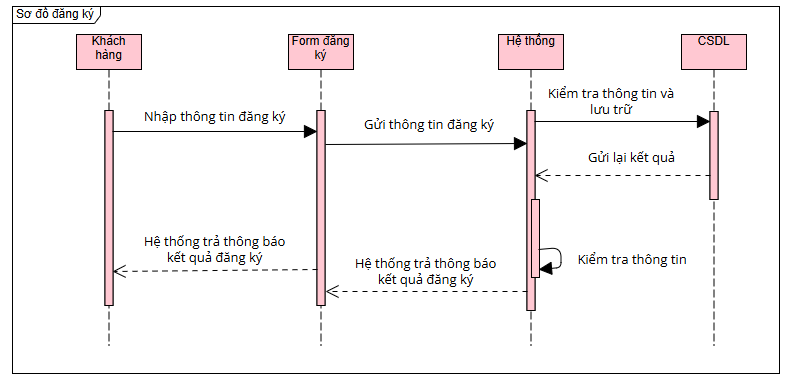 Sơ đồ đăng ký
Khách
hàng
Form đăng
ký
Hệ thống
CSDL
Kiểm tra thông tin và
lưu trữ
Nhập thông tin đăng ký
Gửi thông tin đăng ký
Gửi lại kết quả
Hệ thống trả thông báo
kết quả đăng ký
Kiểm tra thông tin
Hệ thống trả thông báo
kết quả đăng ký